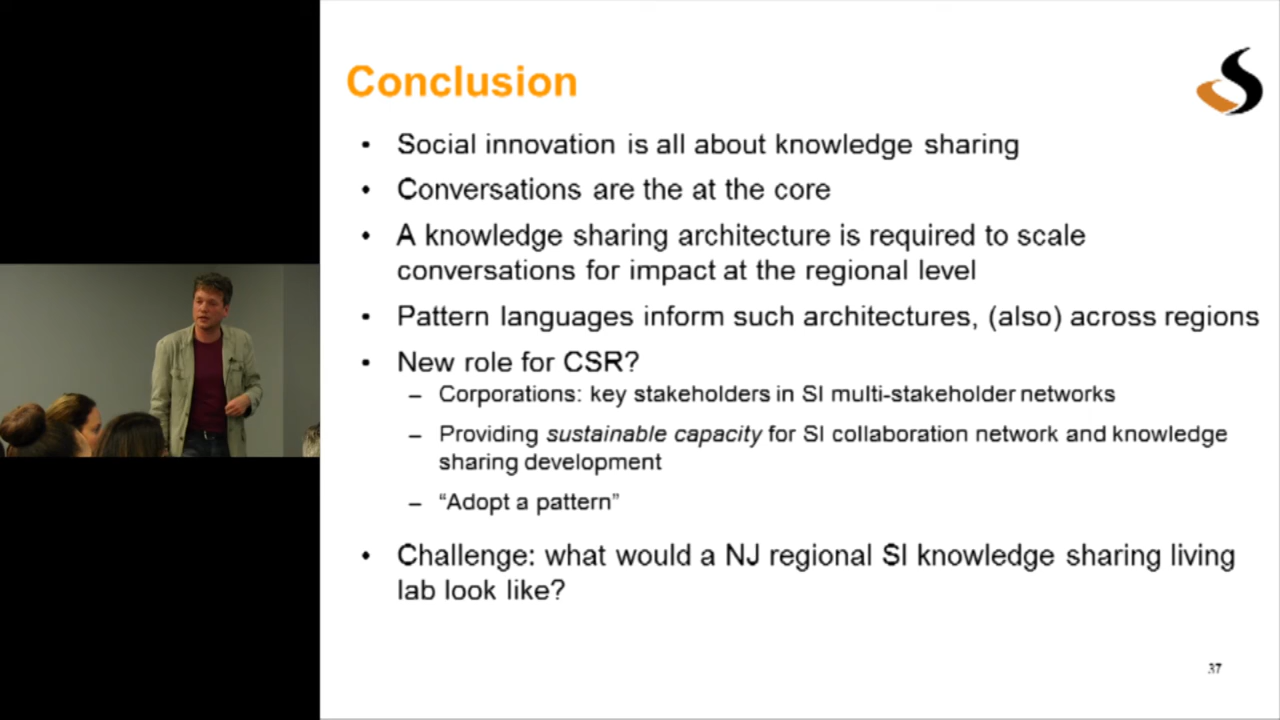 Conclusion
• Social innovation is all about knowledge sharing
• Conversations are the at the core
• A knowledge sharing architecture is required to scale
conversations for impact at the regional level
• Pattern languages inform such architectures, (also) across regions
• New role for CSR?
– Corporations: key stakeholders in SI multi-stakeholder networks
– Providing sustainable capacity for SI collaboration network and knowledge
sharing development
– “Adopt a pattern”
• Challenge: what would a NJ regional SI knowledge sharing living
lab look like?
37